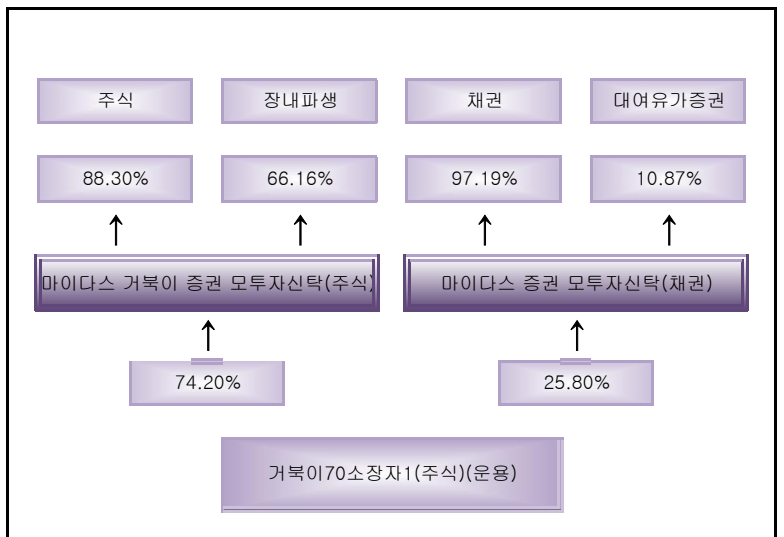 주식 장내파생 채권 대여유가증권
88.30% 66.16% 97.19% 10.87%
마이다스 거북이 증권 모투자신탁(주식) 마이다스 증권 모투자신탁(채권)
74.20% 25.80%
거북이70소장자1(주식)(운용)